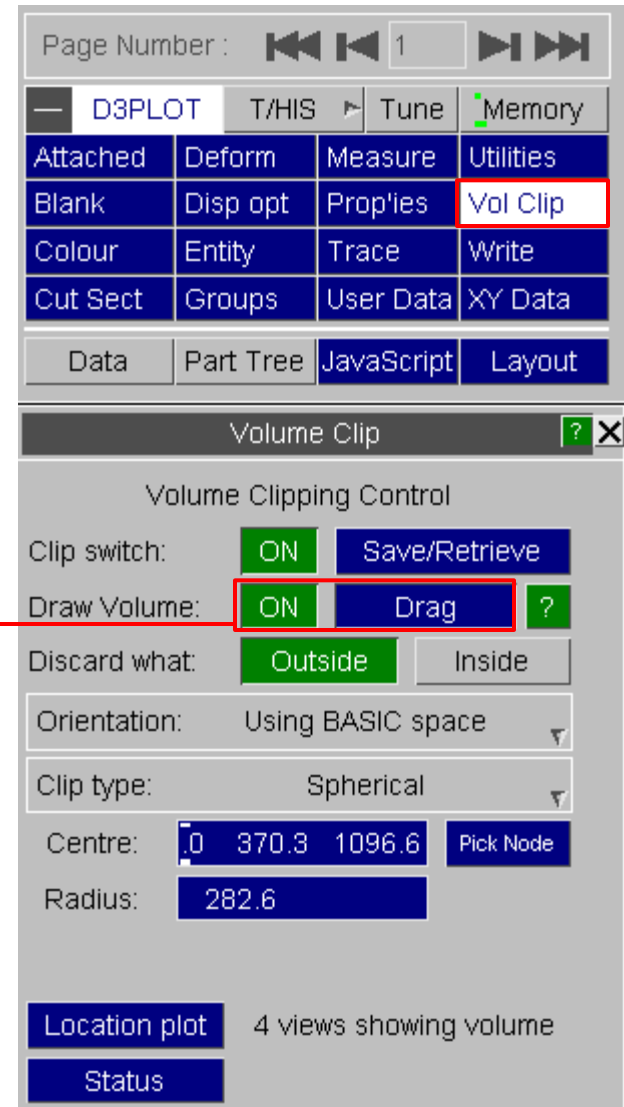 Page Number : 1
D3PLOT T/HIS Tune Memory
Attached Deform Measure Utilities
Blank Disp opt Prop'ies Vol Clip
Colour Entity Trace Write
Cut Sect Groups User Data XY Data
Data Part Tree JavaScript Layout
Volume Clip ? X
Volume Clipping Control
Clip switch: ON Save/Retrieve
Draw Volume: ON Drag ?
Discard what: Outside Inside
Orientation: Using BASIC space
Clip type: Spherical
Centre: .0 370.3 1096.6 Pick Node
Radius: 282.6
Location plot 4 views showing volume
Status